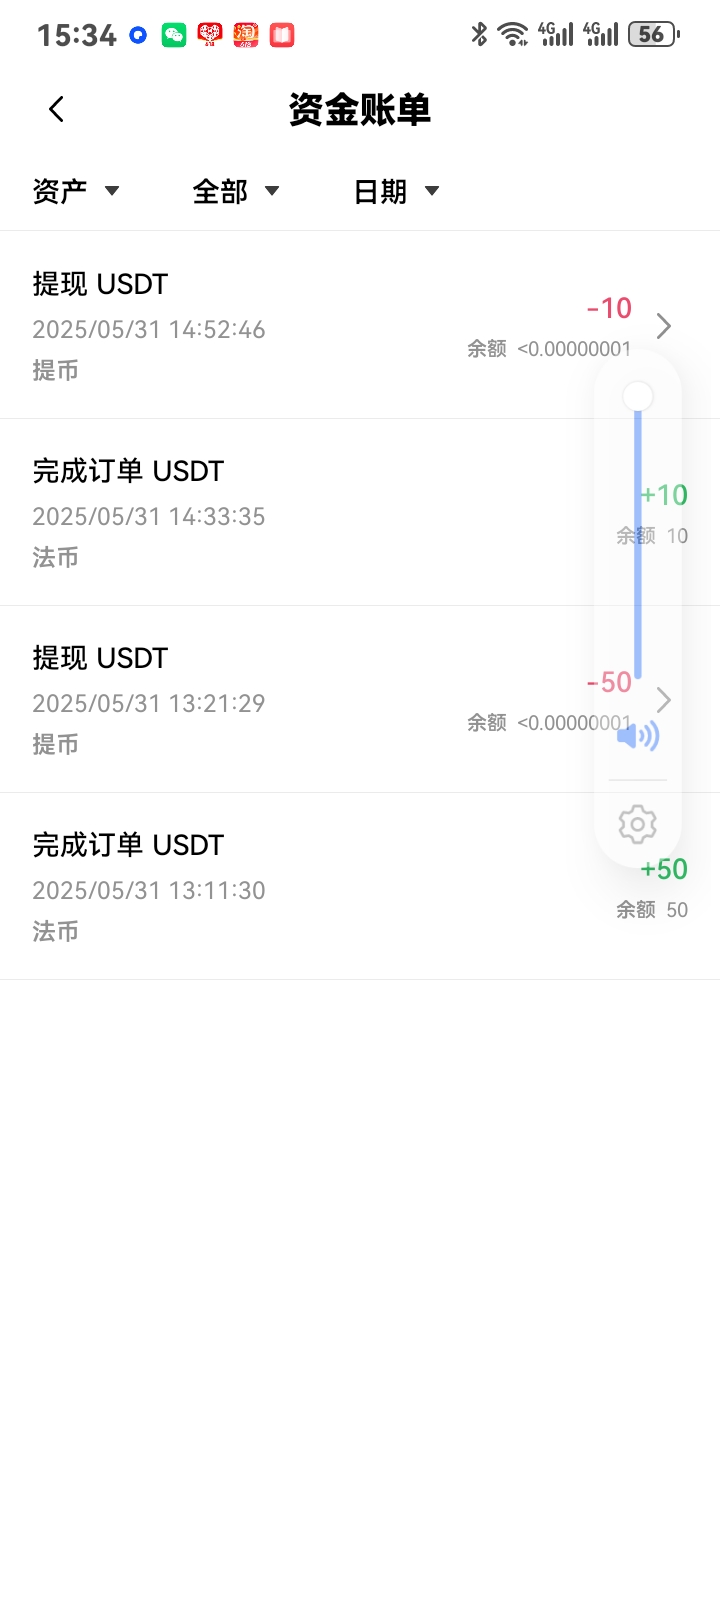 15:34
4G 4G 56
资金账单
资产 全部 日期
提现 USDT
-10
2025/05/31 14:52:46
余额 <0.00000001
提币
完成订单 USDT
+10
2025/05/31 14:33:35
余额 10
法币
提现 USDT
-50
2025/05/31 13:21:29
余额 <0.00000001
提币
完成订单 USDT
+50
2025/05/31 13:11:30
余额 50
法币